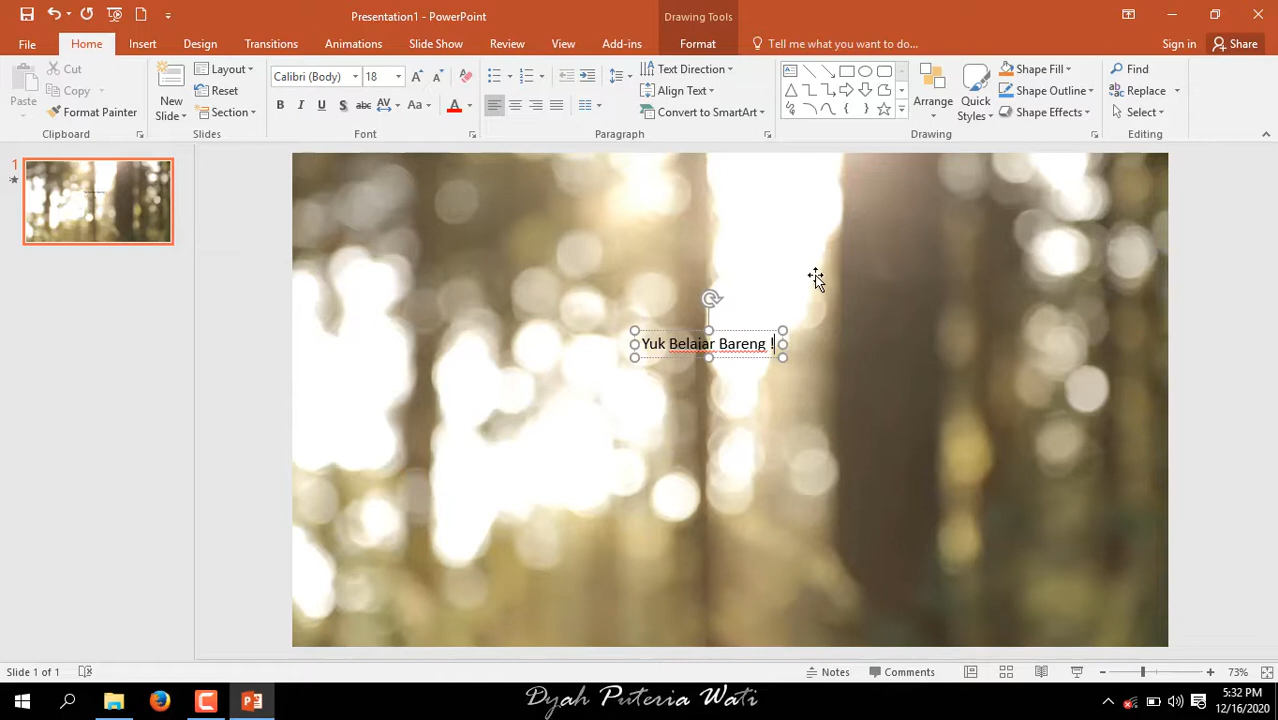 Presentation1 - PowerPoint
Drawing Tools
File Home Insert Design Transitions Animations Slide Show Review View Add-ins Format Tell me what you want to do... Sign in Share
Paste
Cut
Copy
Format Painter
Clipboard
New Slide
Layout
Reset
Section
Slides
Calibri (Body) 18
B I U S abc AV Aa A
Font
Text Direction
Align Text
Convert to SmartArt
Paragraph
Arrange
Quick Styles
Shape Fill
Shape Outline
Shape Effects
Drawing
Find
Replace
Select
Editing
1
Yuk Belajar Bareng !
Slide 1 of 1
Notes
Comments
73%
Dyah Puteria Wati
5:32 PM
12/16/2020